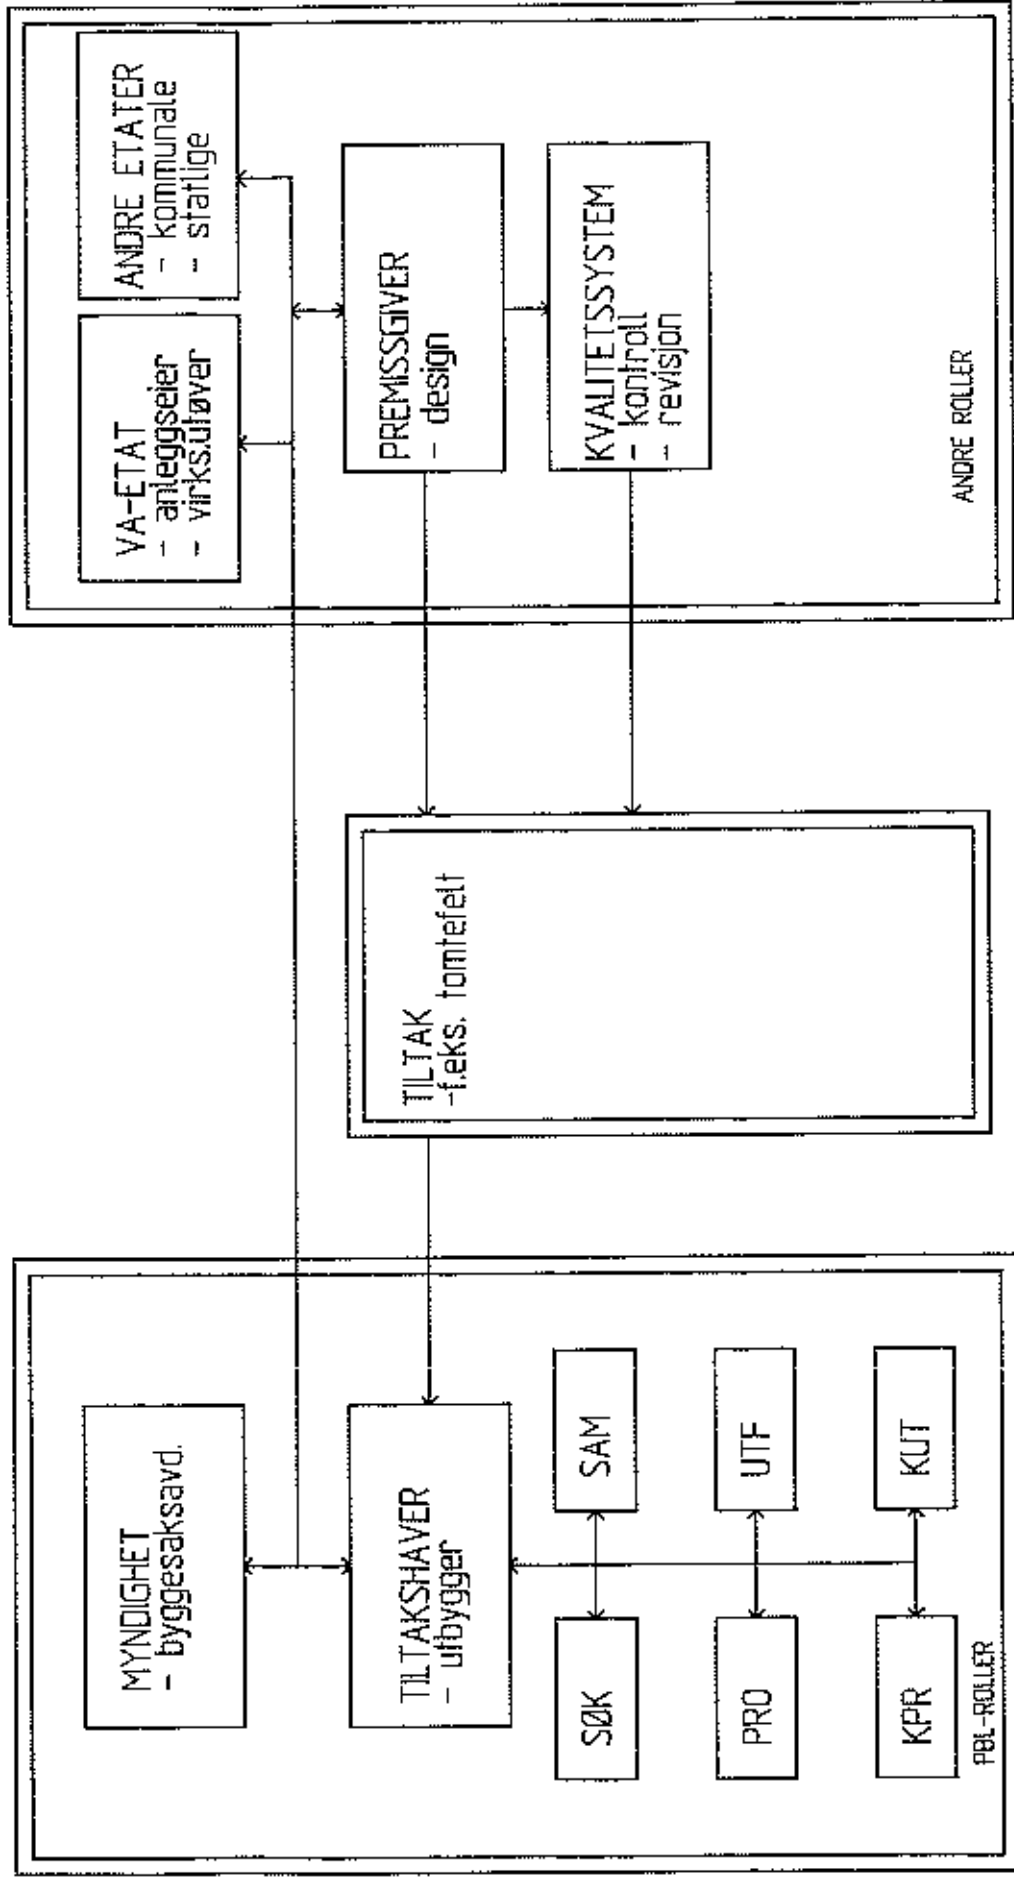 MYNDIGHET
- byggesaksavd.
TILTAKSHAVER
- utbygger
SØK
SAM
PRO
UTF
KPR
KUT
PBL-ROLLER
TILTAK
-f.eks. tomtefelt
VA-ETAT
- anleggseier
- virks.utøver
ANDRE ETATER
- kommunale
- statlige
PREMISSGIVER
- design
KVALITETSSYSTEM
- kontroll
- revisjon
ANDRE ROLLER